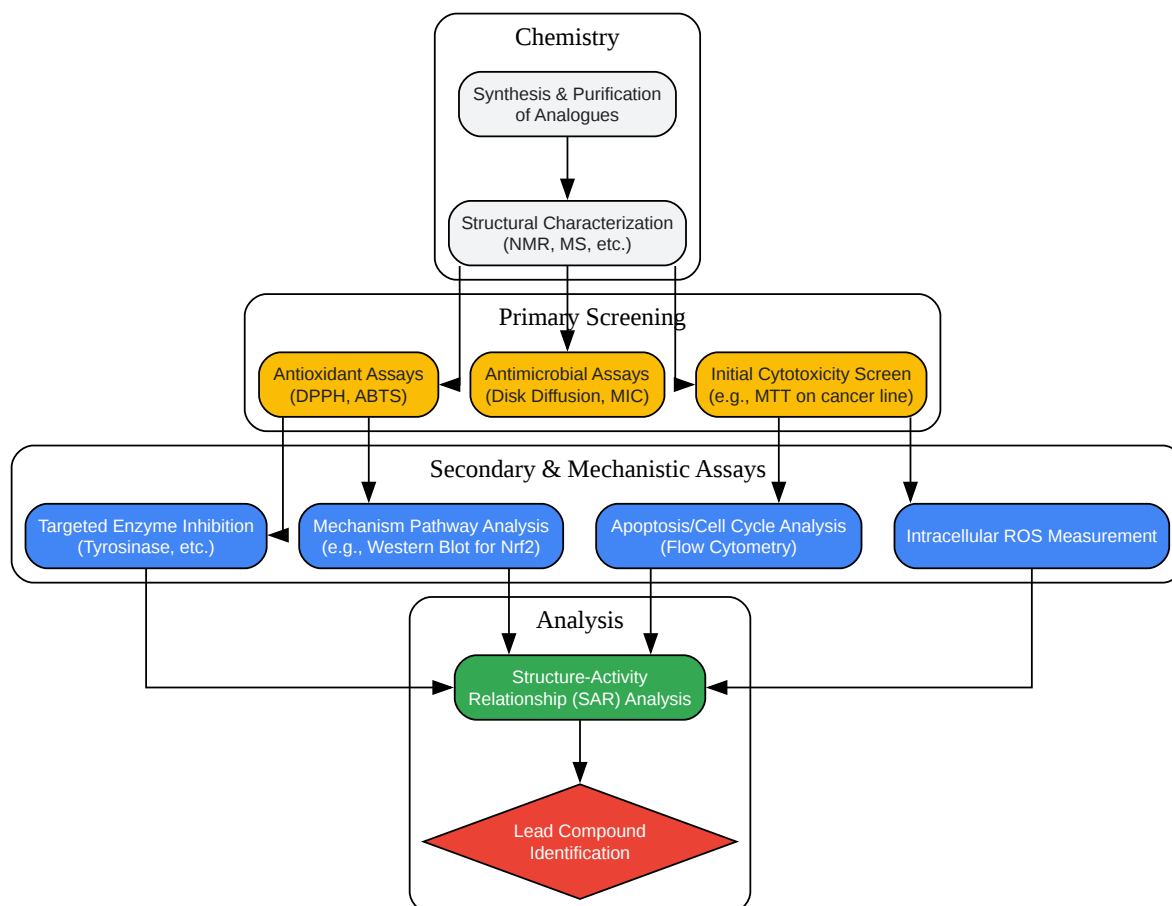 Chemistry
Synthesis & Purification
of Analogues
Structural Characterization
(NMR, MS, etc.)
Primary Screening
Antioxidant Assays
(DPPH, ABTS)
Antimicrobial Assays
(Disk Diffusion, MIC)
Initial Cytotoxicity Screen
(e.g., MTT on cancer line)
Secondary & Mechanistic Assays
Targeted Enzyme Inhibition
(Tyrosinase, etc.)
Mechanism Pathway Analysis
(e.g., Western Blot for Nrf2)
Apoptosis/Cell Cycle Analysis
(Flow Cytometry)
Intracellular ROS Measurement
Analysis
Structure-Activity
Relationship (SAR) Analysis
Lead Compound
Identification